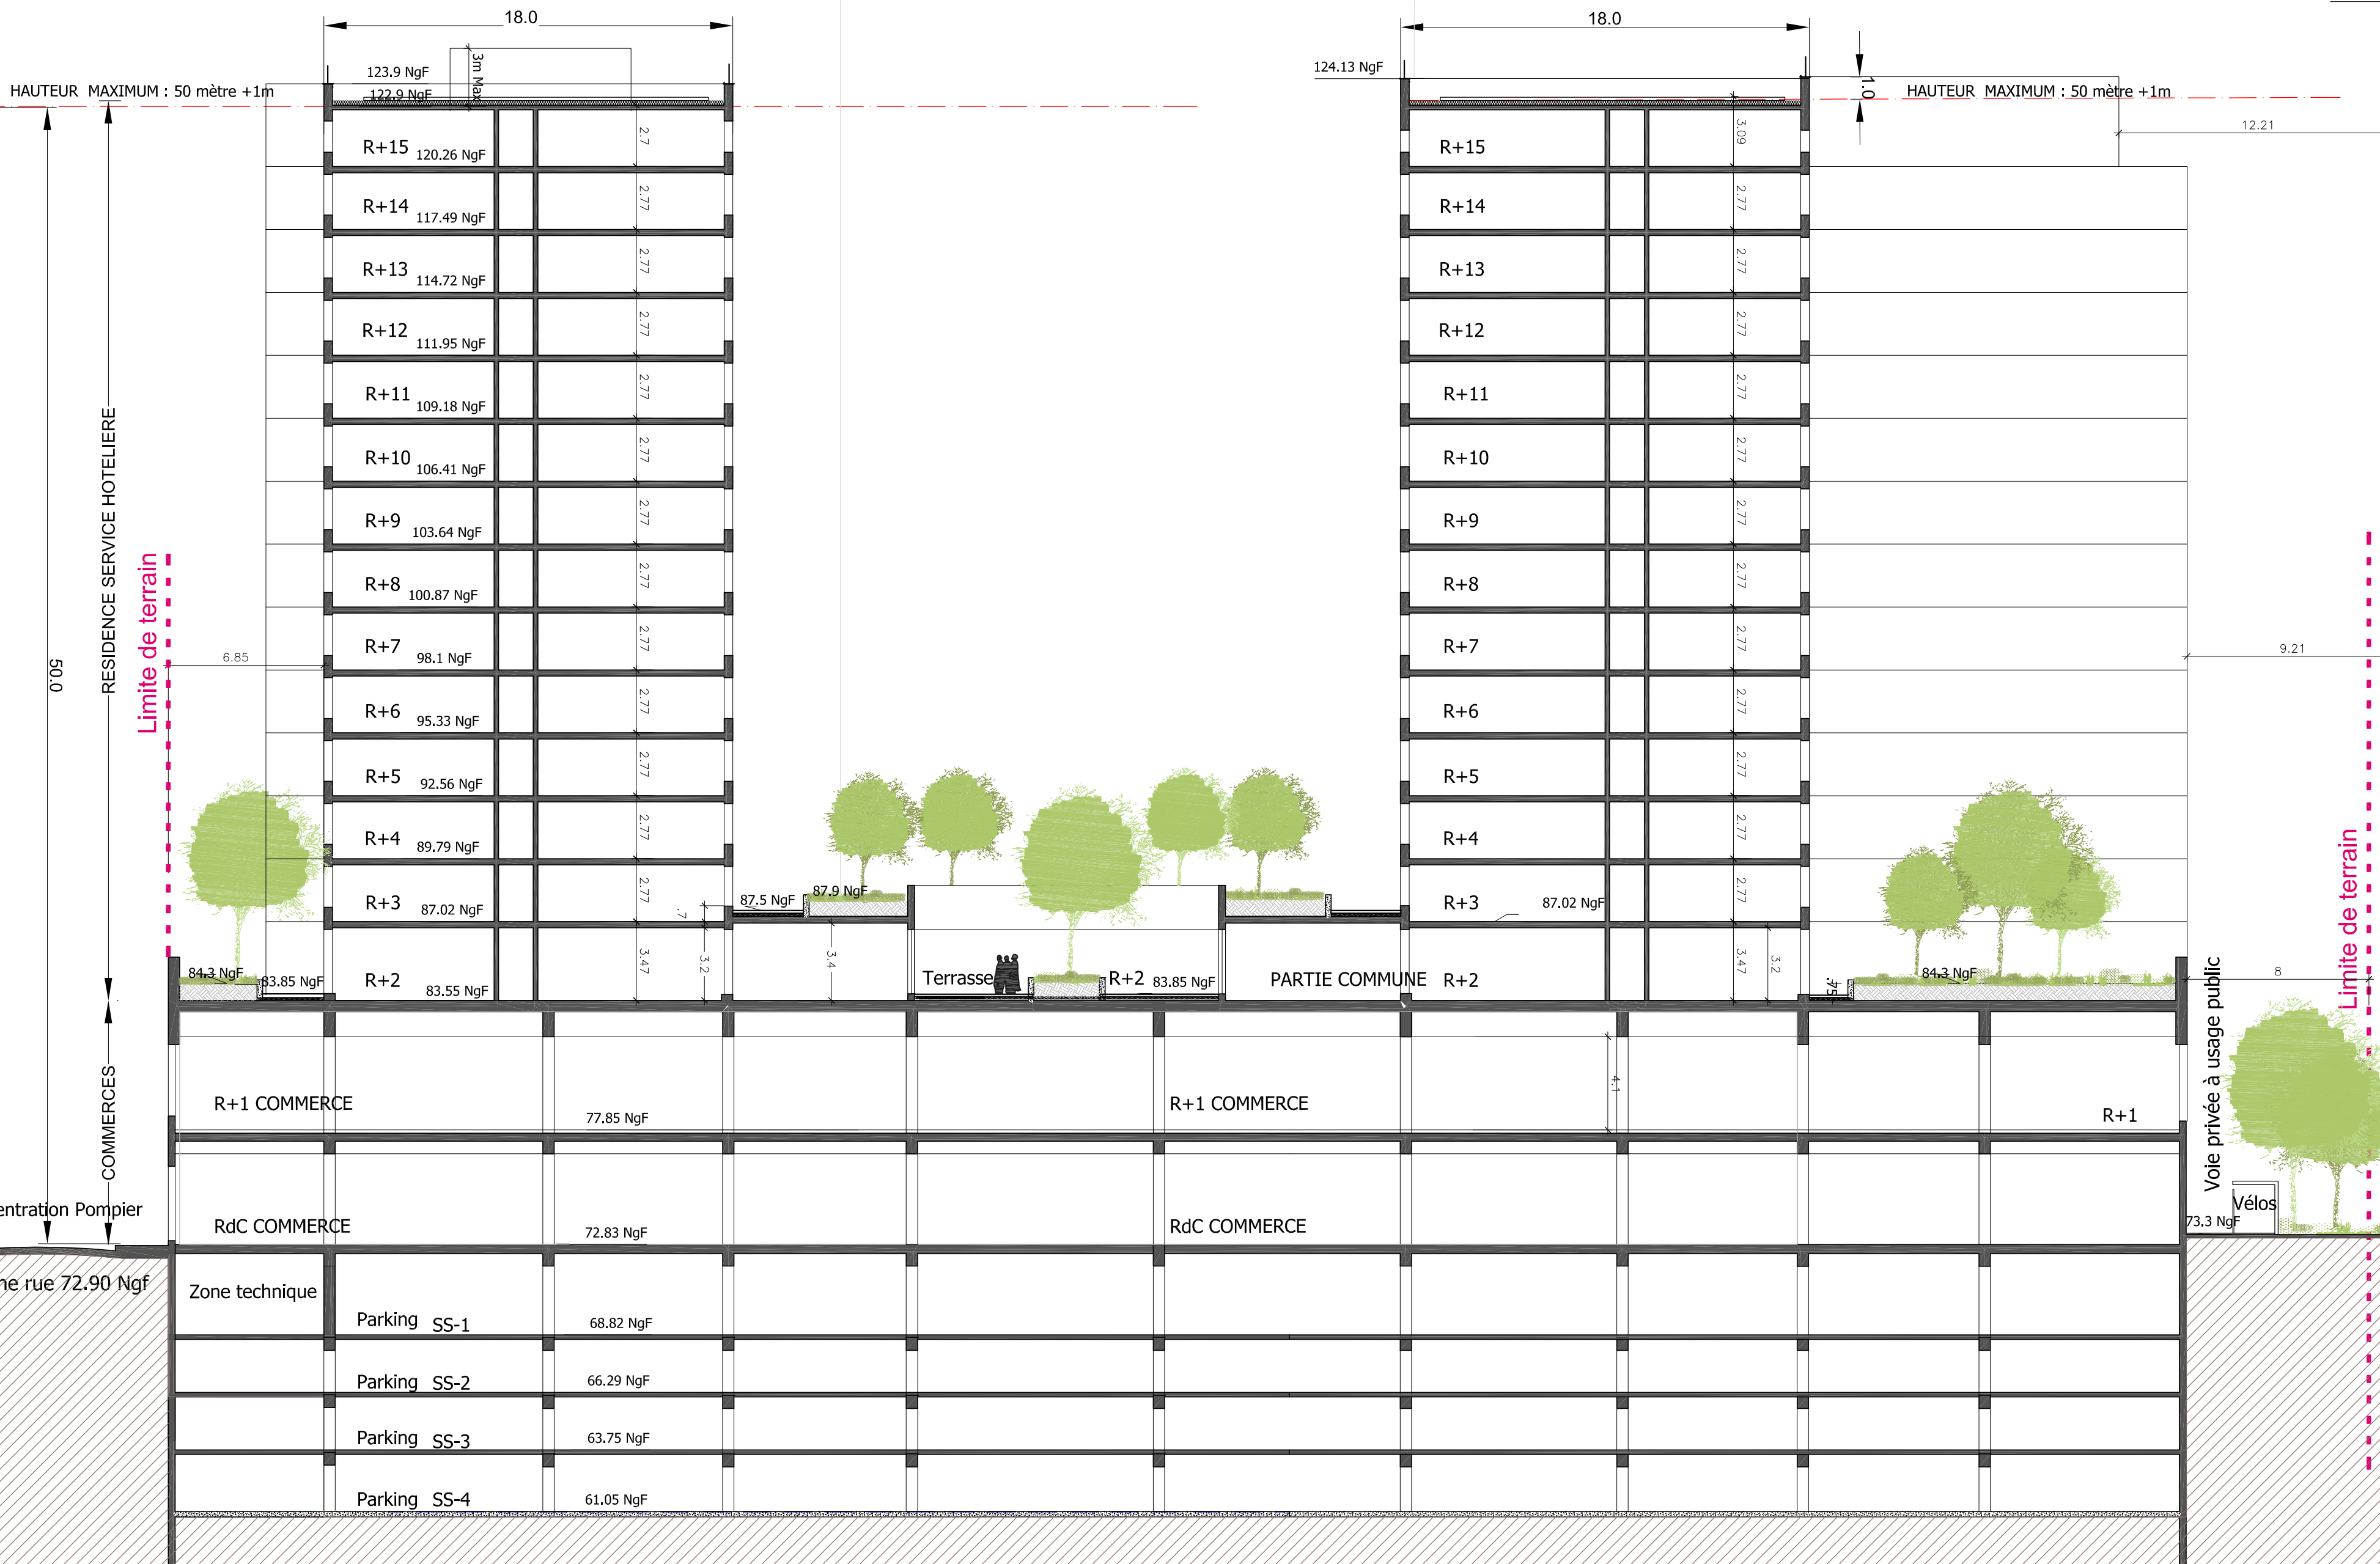 18.0
18.0
123.9 NgF
3m Max
124.13 NgF
HAUTEUR MAXIMUM : 50 mètre +1m
122.9 NgF
1.0
HAUTEUR MAXIMUM : 50 mètre +1m
12.21
R+15 120.26 NgF 2.7
R+15 3.09
R+14 117.49 NgF 2.77
R+14 2.77
R+13 114.72 NgF 2.77
R+13 2.77
R+12 111.95 NgF 2.77
R+12 2.77
R+11 109.18 NgF 2.77
R+11 2.77
R+10 106.41 NgF 2.77
R+10 2.77
R+9 103.64 NgF 2.77
R+9 2.77
R+8 100.87 NgF 2.77
R+8 2.77
R+7 98.1 NgF 2.77
R+7 2.77
R+6 95.33 NgF 2.77
R+6 2.77
R+5 92.56 NgF 2.77
R+5 2.77
R+4 89.79 NgF 2.77
R+4 2.77
R+3 87.02 NgF 2.77
R+3 87.02 NgF 2.77
50.0
RESIDENCE SERVICE HOTELIERE
Limite de terrain
6.85
9.21
.7
87.5 NgF
87.9 NgF
84.3 NgF
83.85 NgF
R+2 83.55 NgF 3.47
3.2
3.4
Terrasse
R+2 83.85 NgF
PARTIE COMMUNE
R+2 3.47
3.2
.75
84.3 NgF
8
Limite de terrain
Voie privée à usage public
COMMERCES
4.1
R+1 COMMERCE
77.85 NgF
R+1 COMMERCE
R+1
RdC COMMERCE
72.83 NgF
RdC COMMERCE
Vélos
73.3 NgF
entration Pompier
ne rue 72.90 Ngf
Zone technique
Parking SS-1 68.82 NgF
Parking SS-2 66.29 NgF
Parking SS-3 63.75 NgF
Parking SS-4 61.05 NgF